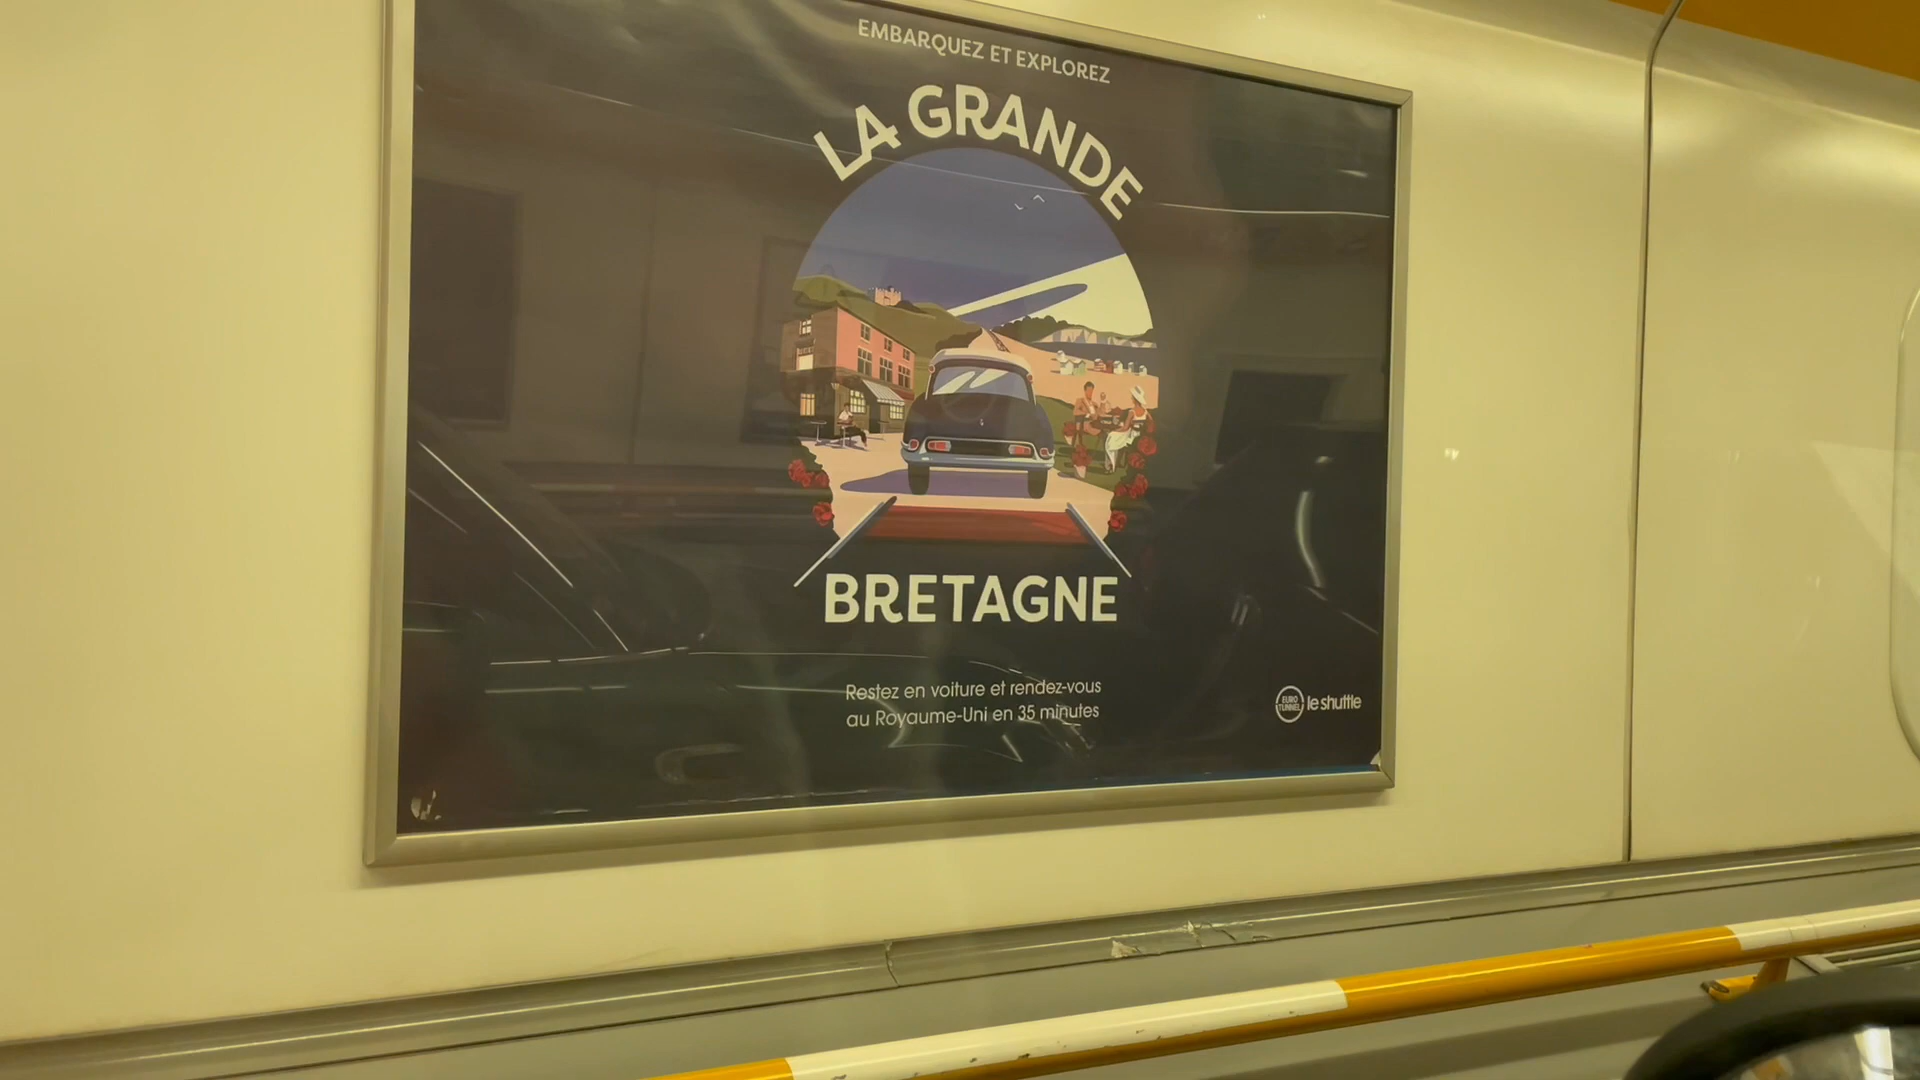 EMBARQUEZ ET EXPLOREZ
LA GRANDE
BRETAGNE
Restez en voiture et rendez-vous
au Royaume-Uni en 35 minutes
EURO
TUNNEL
le shuttle